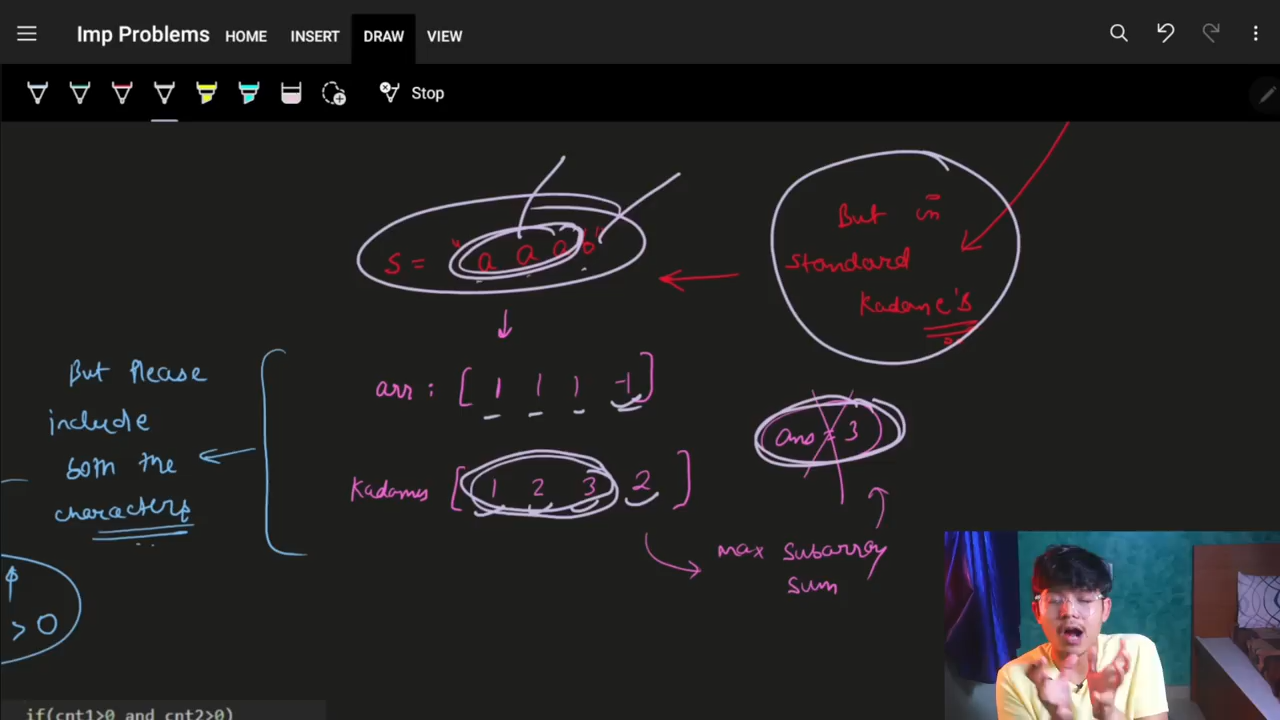 Imp Problems HOME INSERT DRAW VIEW
Stop
But in
standard
Kadane's
s = "a a a b"
But Please
include
both the
characters
arr : [ 1 1 1 -1 ]
ans = 3
Kadanes [ 1 2 3 2 ]
max subarray
sum
> 0
if(cnt1>0 and cnt2>0)